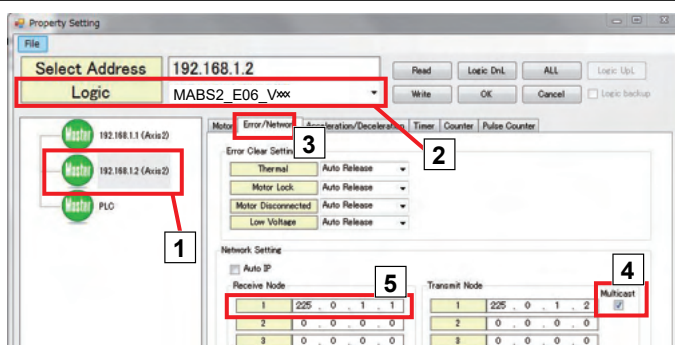 Property Setting
File
Select Address 192.168.1.2 Read Logic DnL ALL Logic UpL
Logic MABS2_E06_V×× Write OK Cancel Logic backup
2
Motor Error/Network Acceleration/Deceleration Timer Counter Pulse Counter
3
Master 192.168.1.1 (Axis2)
Master 192.168.1.2 (Axis2)
Master PLC
1
Error Clear Setting
Thermal Auto Release
Motor Lock Auto Release
Motor Disconnected Auto Release
Low Voltage Auto Release
Network Setting
Auto IP
5
4
Receive Node Transmit Node Multicast
1 225 . 0 . 1 . 1 1 225 . 0 . 1 . 2
2 0 . 0 . 0 . 0 2 0 . 0 . 0 . 0
3 0 . 0 . 0 . 0 3 0 . 0 . 0 . 0